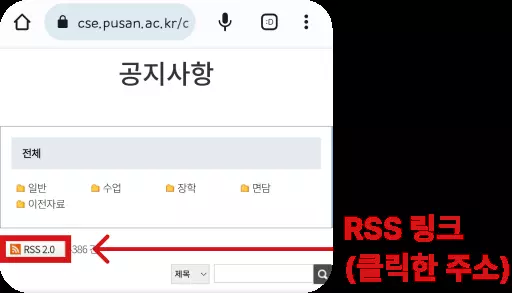 cse.pusan.ac.kr/c
:D
공지사항
전체
일반 수업 장학 면담
이전자료
RSS 2.0 386
제목
RSS 링크
(클릭한 주소)